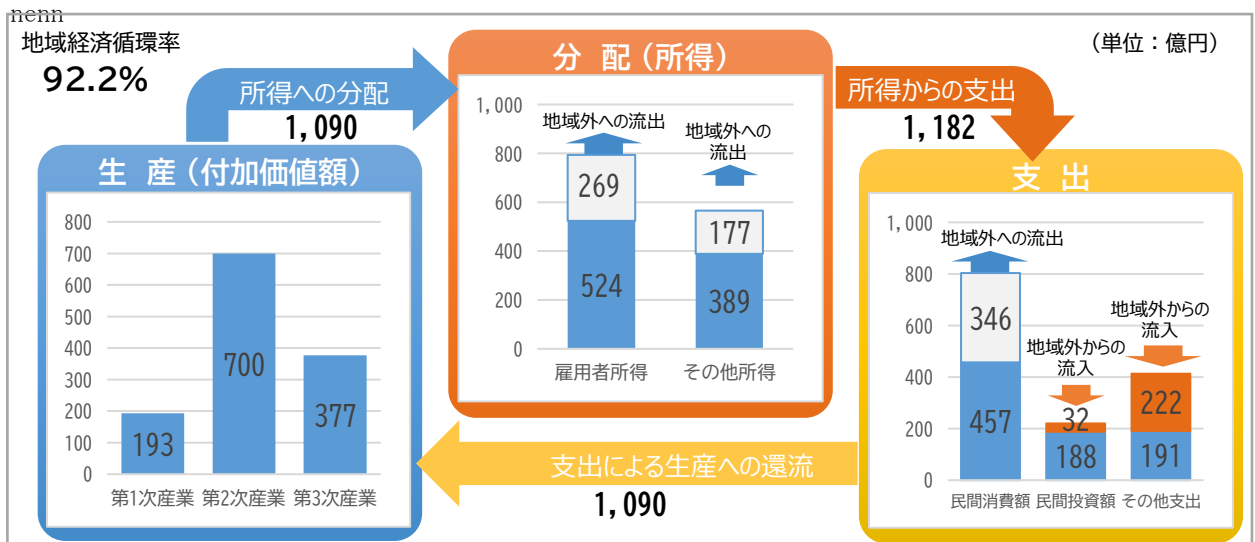 nenn
地域経済循環率
92.2%
(単位：億円)
所得への分配
1,090
分 配（所得）
1,000
800
600
400
200
0
地域外への流出
地域外への
流出
269
524
177
389
雇用者所得 その他所得
所得からの支出
1,182
生 産（付加価値額）
800
700
600
500
400
300
200
100
0
193
700
377
第1次産業 第2次産業 第3次産業
支 出
1,000
800
600
400
200
0
地域外への流出
地域外からの
流入
地域外からの
流入
346
457
32
188
222
191
民間消費額 民間投資額 その他支出
支出による生産への還流
1,090